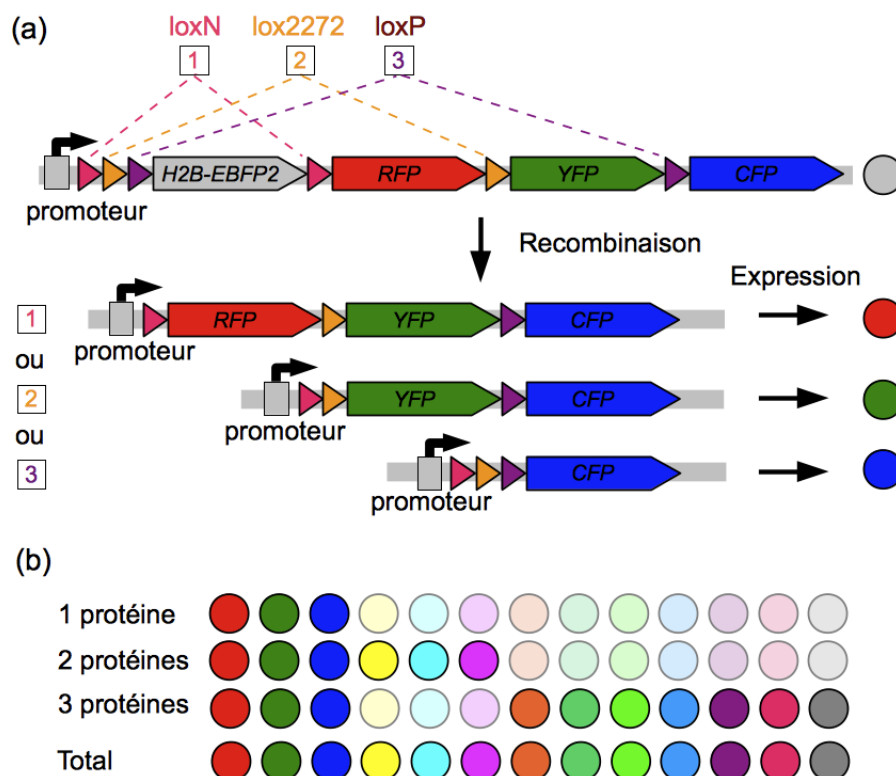 (a)
loxN lox2272 loxP
1 2 3
H2B-EBFP2 RFP YFP CFP
promoteur
Recombinaison
Expression
1 RFP YFP CFP
promoteur
ou
2 YFP CFP
promoteur
ou
3 CFP
promoteur
(b)
1 protéine
2 protéines
3 protéines
Total